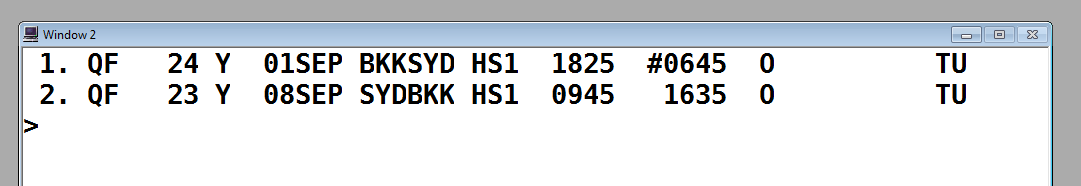 Window 2
1. QF 24 Y 01SEP BKKSYD HS1 1825 #0645 O TU
2. QF 23 Y 08SEP SYDBKK HS1 0945 1635 O TU
>